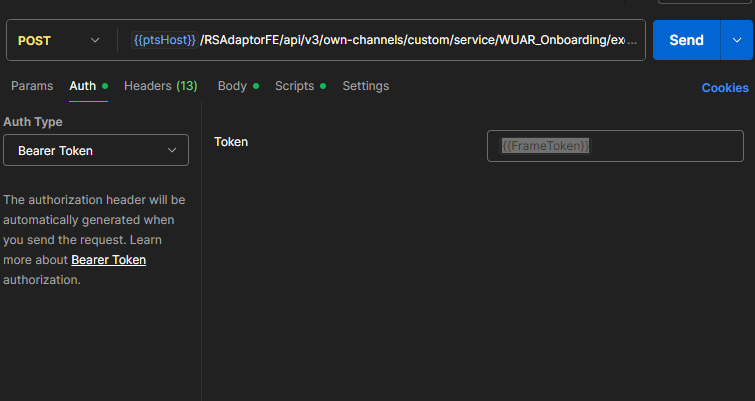 POST {{ptsHost}}/RSAdaptorFE/api/v3/own-channels/custom/service/WUAR_Onboarding/exe... Send
Params Auth Headers (13) Body Scripts Settings Cookies
Auth Type
Bearer Token
Token {{FrameToken}}
The authorization header will be
automatically generated when
you send the request. Learn
more about Bearer Token
authorization.